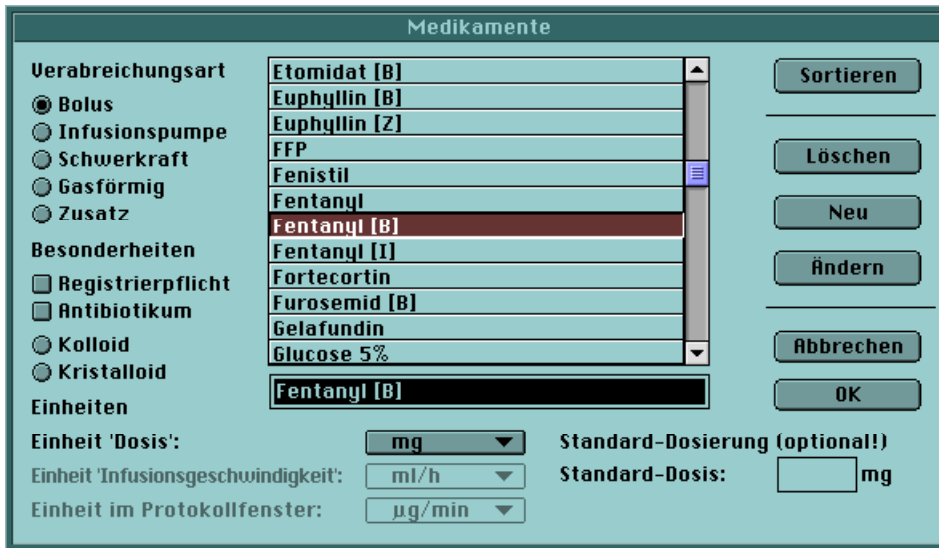 Medikamente
Verabreichungsart
Bolus
Infusionspumpe
Schwerkraft
Gasförmig
Zusatz
Besonderheiten
Registrierpflicht
Antibiotikum
Kolloid
Kristalloid
Einheiten
Etomidat [B]
Euphyllin [B]
Euphyllin [Z]
FFP
Fenistil
Fentanyl
Fentanyl [B]
Fentanyl [I]
Fortecortin
Furosemid [B]
Gelafundin
Glucose 5%
Fentanyl [B]
Sortieren
Löschen
Neu
Ändern
Abbrechen
OK
Einheit 'Dosis': mg
Einheit 'Infusionsgeschwindigkeit': ml/h
Einheit im Protokollfenster: µg/min
Standard-Dosierung (optional!)
Standard-Dosis: mg